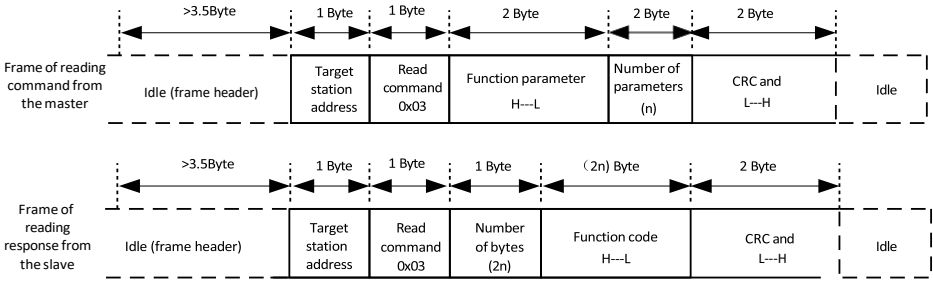 >3.5Byte
1 Byte
1 Byte
2 Byte
2 Byte
2 Byte
Frame of reading
command from
the master
Idle (frame header)
Target
station
address
Read
command
0x03
Function parameter
H---L
Number of
parameters
(n)
CRC and
L---H
Idle
>3.5Byte
1 Byte
1 Byte
1 Byte
（2n) Byte
2 Byte
Frame of
reading
response from
the slave
Idle (frame header)
Target
station
address
Read
command
0x03
Number
of bytes
(2n)
Function code
H---L
CRC and
L---H
Idle